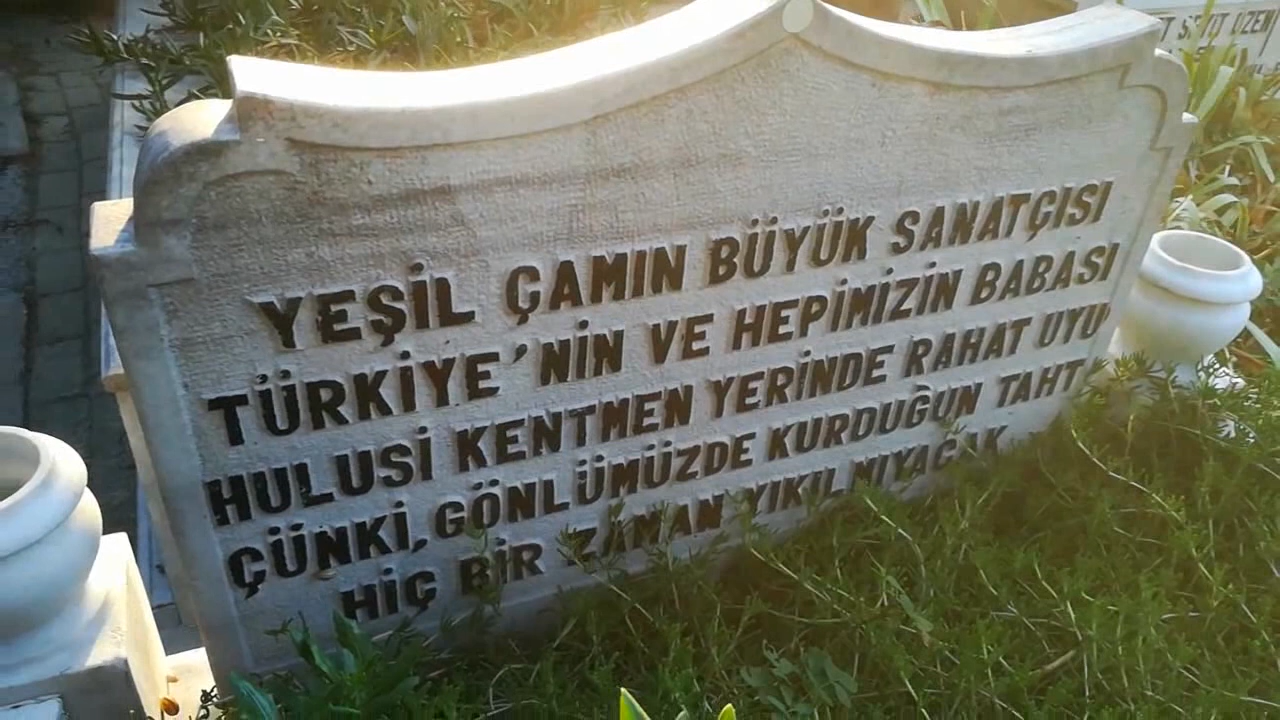 YEŞİL ÇAMIN BÜYÜK SANATÇISI
TÜRKİYE'NİN VE HEPİMİZİN BABASI
HULUSİ KENTMEN YERİNDE RAHAT UYU
ÇÜNKİ, GÖNLÜMÜZDE KURDUĞUN TAHT
HİÇ BİR ZAMAN YIKILMIYACAK